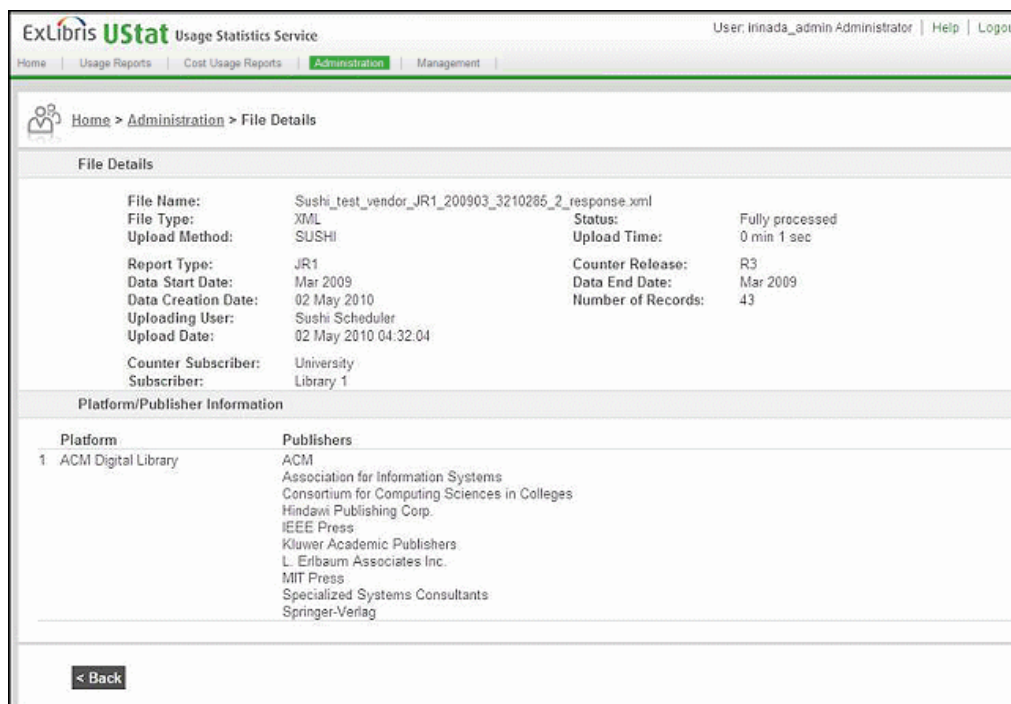 ExLibris UStat Usage Statistics Service
User: irinada_admin Administrator | Help | Logou
Home | Usage Reports | Cost Usage Reports | Administration | Management |
Home > Administration > File Details
File Details
File Name: Sushi_test_vendor_JR1_200903_3210285_2_response.xml
File Type: XML Status: Fully processed
Upload Method: SUSHI Upload Time: 0 min 1 sec
Report Type: JR1 Counter Release: R3
Data Start Date: Mar 2009 Data End Date: Mar 2009
Data Creation Date: 02 May 2010 Number of Records: 43
Uploading User: Sushi Scheduler
Upload Date: 02 May 2010 04:32:04
Counter Subscriber: University
Subscriber: Library 1
Platform/Publisher Information
Platform Publishers
1 ACM Digital Library ACM
Association for Information Systems
Consortium for Computing Sciences in Colleges
Hindawi Publishing Corp.
IEEE Press
Kluwer Academic Publishers
L. Erlbaum Associates Inc.
MIT Press
Specialized Systems Consultants
Springer-Verlag
< Back